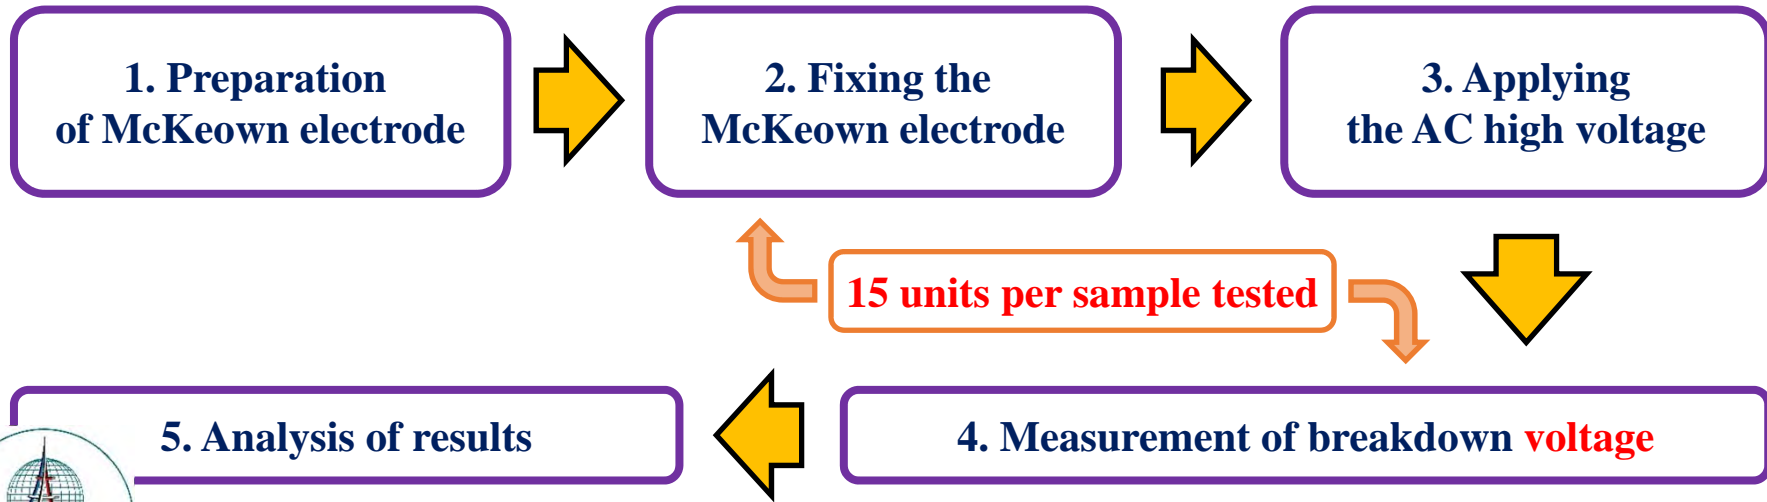 1. Preparation
of McKeown electrode
2. Fixing the
McKeown electrode
3. Applying
the AC high voltage
15 units per sample tested
4. Measurement of breakdown voltage
5. Analysis of results